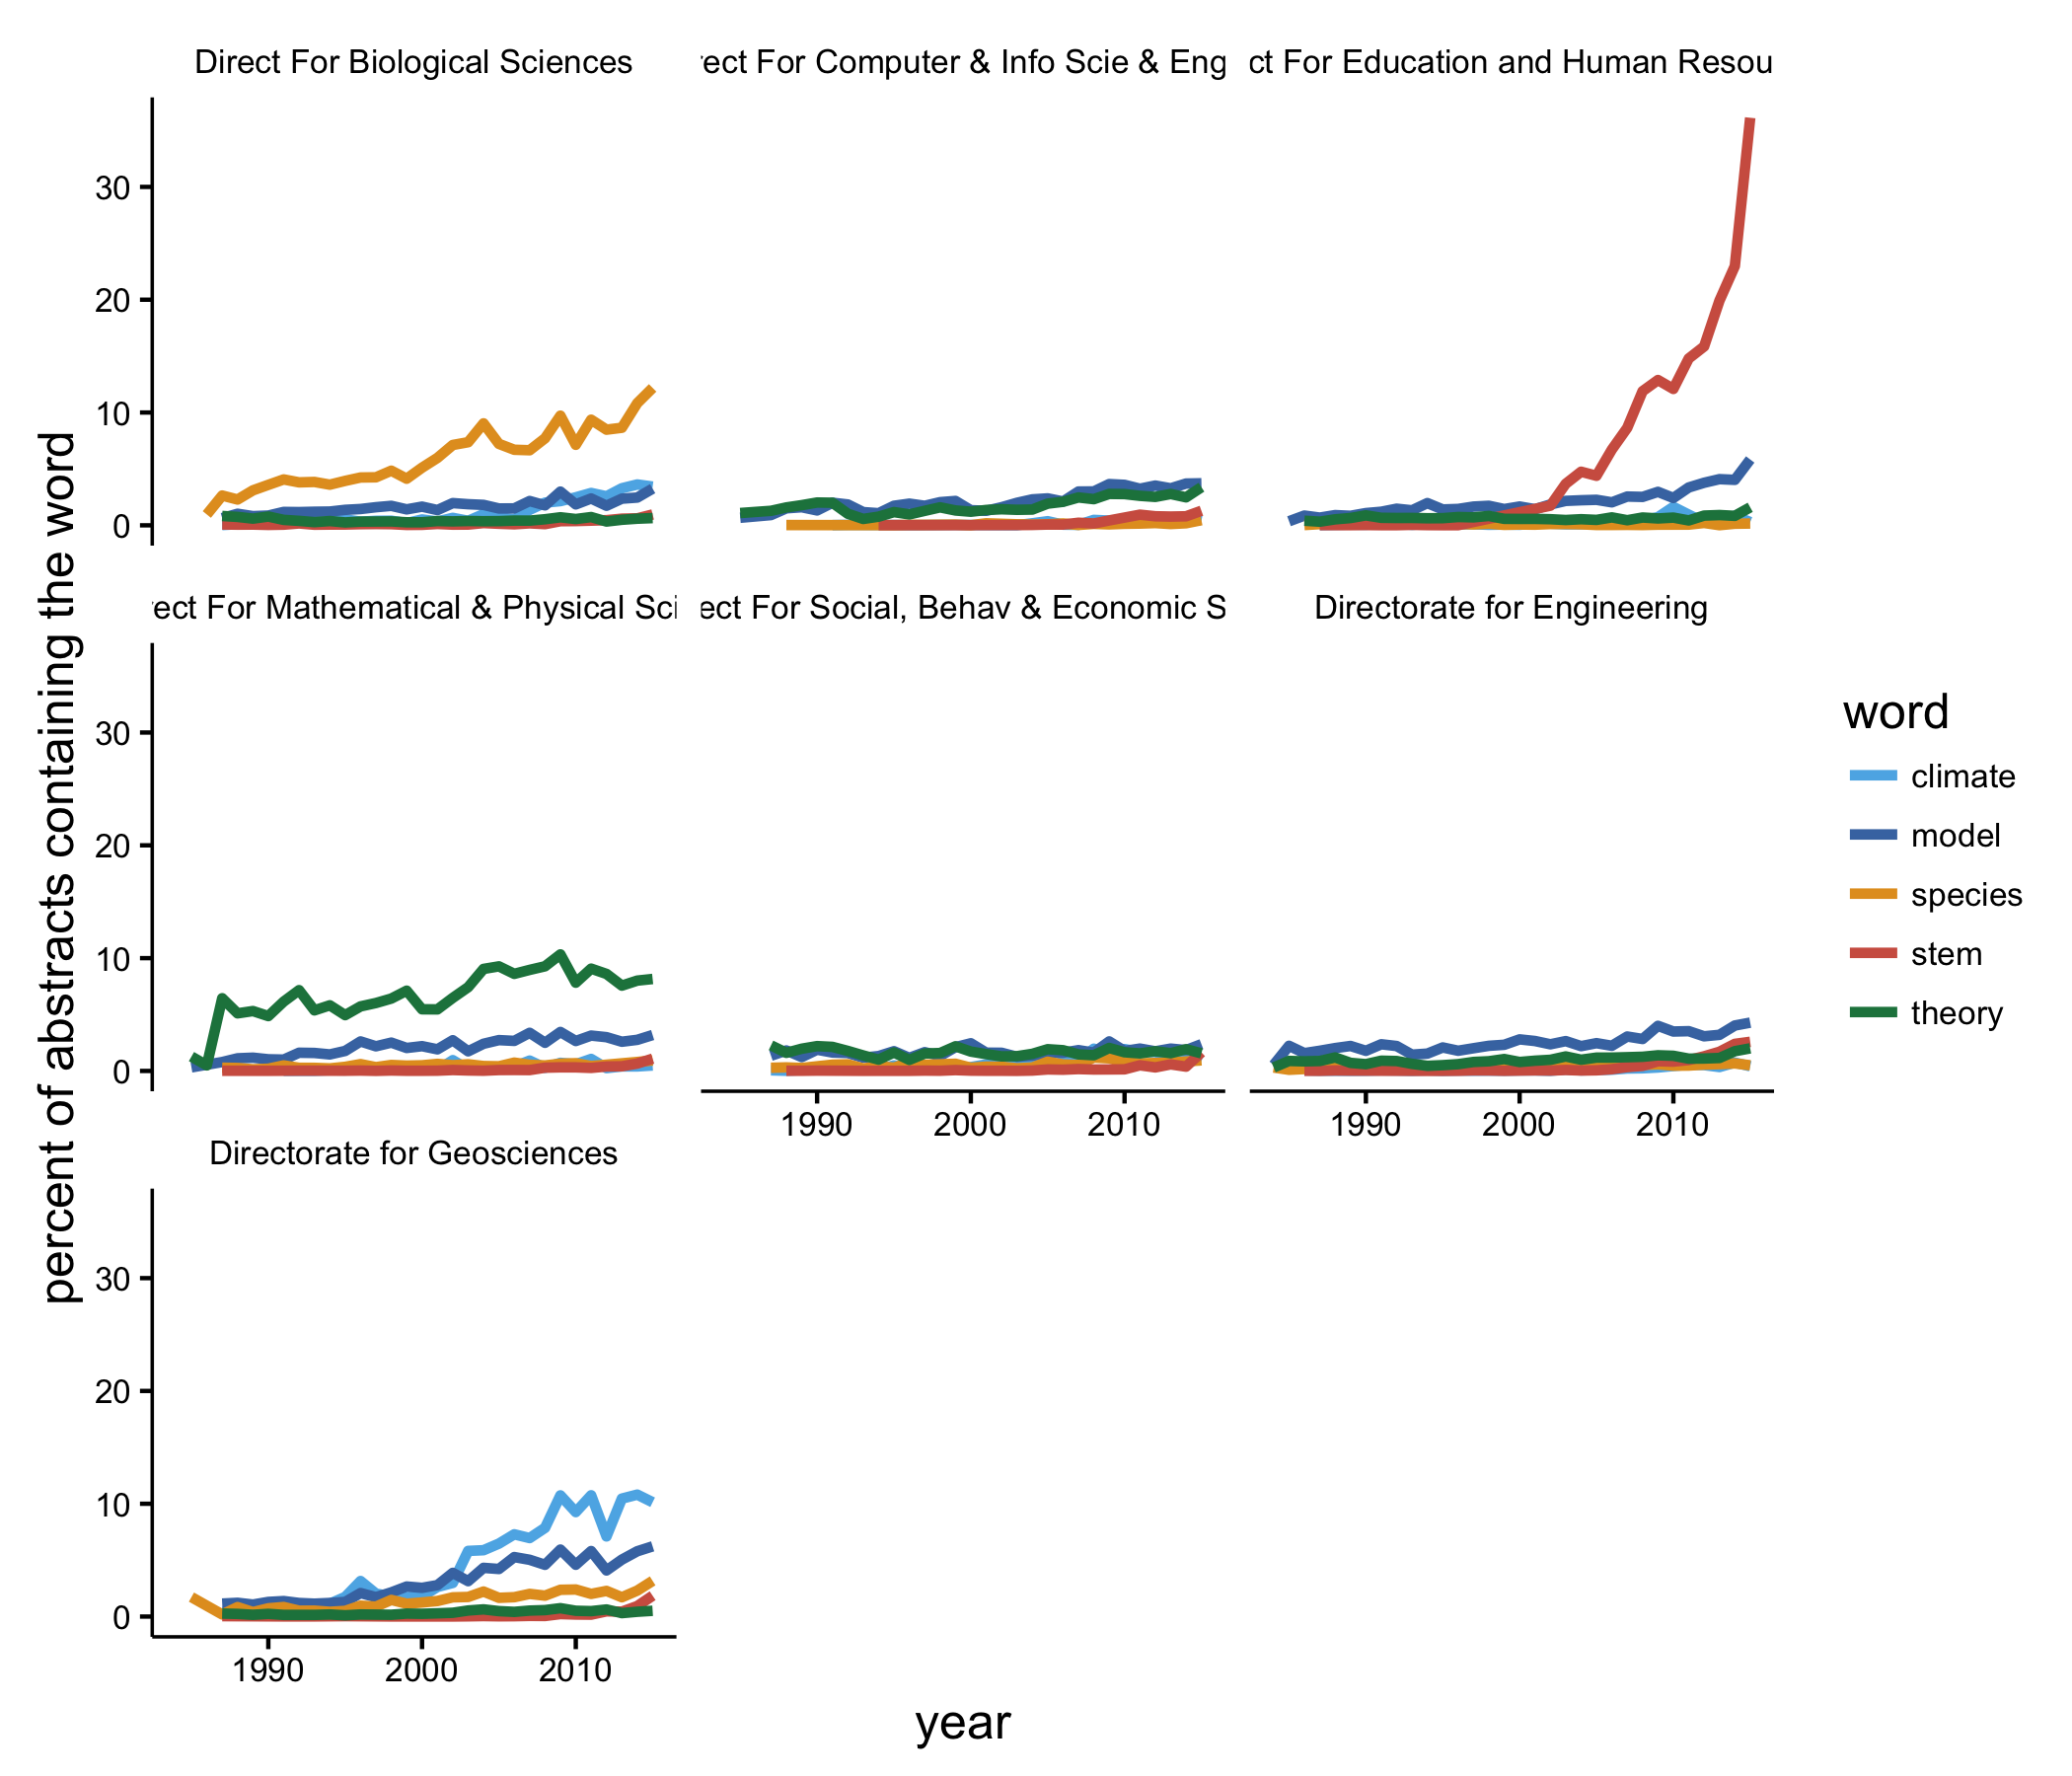 Direct For Biological Sciences
rect For Computer & Info Scie & Eng
ct For Education and Human Resou
30
20
10
0
rect For Mathematical & Physical Sci
ect For Social, Behav & Economic S
Directorate for Engineering
30
20
10
0
1990 2000 2010
1990 2000 2010
Directorate for Geosciences
30
20
10
0
1990 2000 2010
year
percent of abstracts containing the word
word
climate
model
species
stem
theory